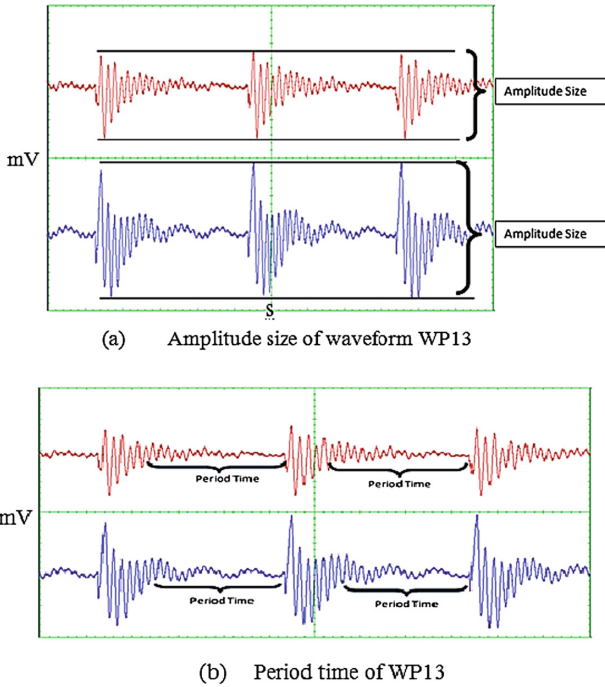 Amplitude Size
mV
Amplitude Size
s
(a) Amplitude size of waveform WP13
Period Time
Period Time
mV
Period Time
Period Time
(b) Period time of WP13